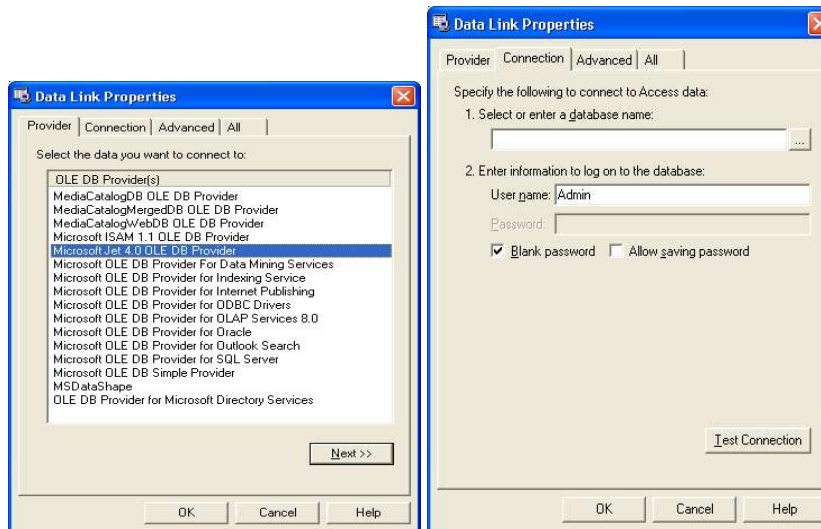 Data Link Properties
Provider Connection Advanced All
Select the data you want to connect to:
OLE DB Provider(s)
MediaCatalogDB OLE DB Provider
MediaCatalogMergedDB OLE DB Provider
MediaCatalogWebDB OLE DB Provider
Microsoft ISAM 1.1 OLE DB Provider
Microsoft Jet 4.0 OLE DB Provider
Microsoft OLE DB Provider For Data Mining Services
Microsoft OLE DB Provider for Indexing Service
Microsoft OLE DB Provider for Internet Publishing
Microsoft OLE DB Provider for ODBC Drivers
Microsoft OLE DB Provider for OLAP Services 8.0
Microsoft OLE DB Provider for Oracle
Microsoft OLE DB Provider for Outlook Search
Microsoft OLE DB Provider for SQL Server
Microsoft OLE DB Simple Provider
MSDataShape
OLE DB Provider for Microsoft Directory Services
Next >>
OK Cancel Help
Data Link Properties
Provider Connection Advanced All
Specify the following to connect to Access data:
1. Select or enter a database name:
...
2. Enter information to log on to the database:
User name: Admin
Password:
Blank password Allow saving password
Test Connection
OK Cancel Help